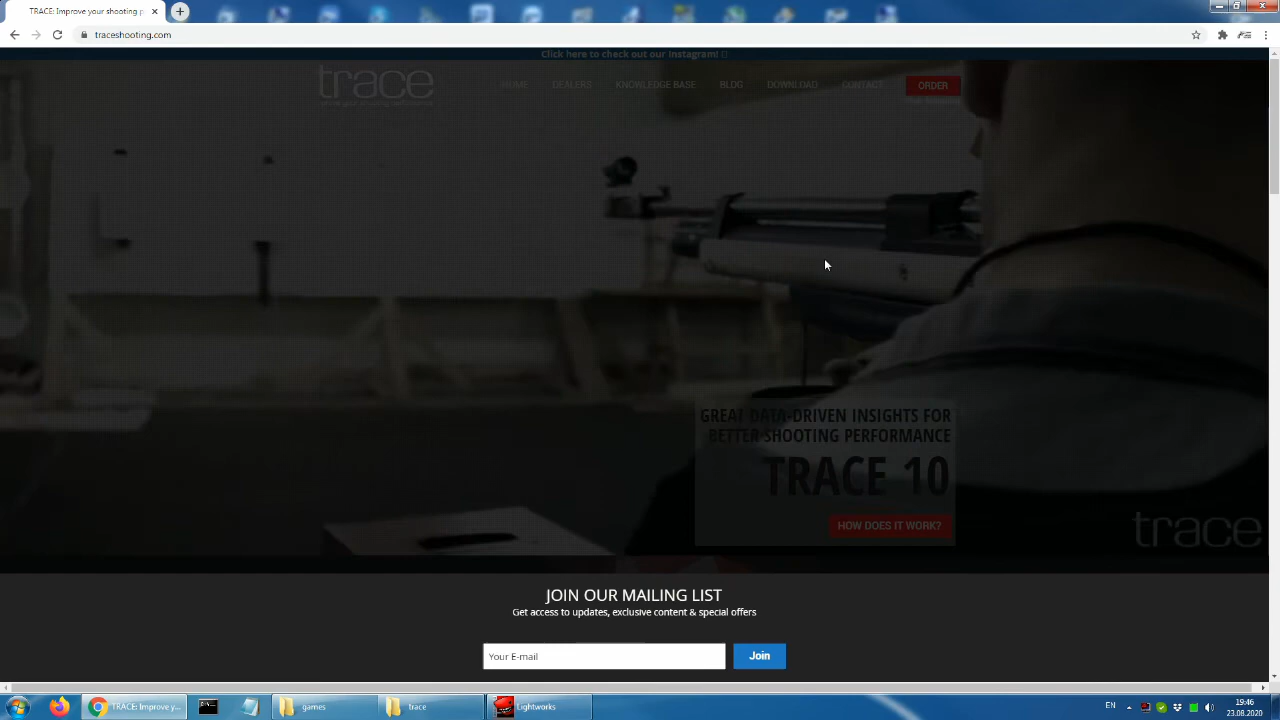 TRACE: Improve your shooting p
traceshooting.com
Click here to check out our Instagram!
trace
HOME DEALERS KNOWLEDGE BASE BLOG DOWNLOAD CONTACT ORDER
GREAT DATA-DRIVEN INSIGHTS FOR
BETTER SHOOTING PERFORMANCE
TRACE 10
HOW DOES IT WORK?
trace
JOIN OUR MAILING LIST
Get access to updates, exclusive content & special offers
Your E-mail Join
TRACE: Improve y... games trace Lightworks EN 19:46
23.08.2020